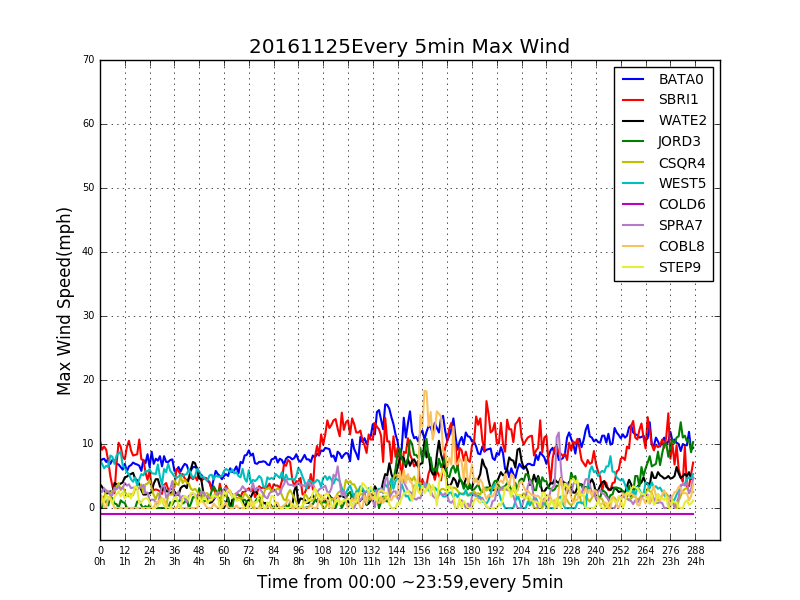 20161125Every 5min Max Wind
Max Wind Speed(mph)
70
60
50
40
30
20
10
0
BATA0
SBRI1
WATE2
JORD3
CSQR4
WEST5
COLD6
SPRA7
COBL8
STEP9
0 12 24 36 48 60 72 84 96 108 120 132 144 156 168 180 192 204 216 228 240 252 264 276 288
0h 1h 2h 3h 4h 5h 6h 7h 8h 9h 10h 11h 12h 13h 14h 15h 16h 17h 18h 19h 20h 21h 22h 23h 24h
Time from 00:00 ~23:59,every 5min